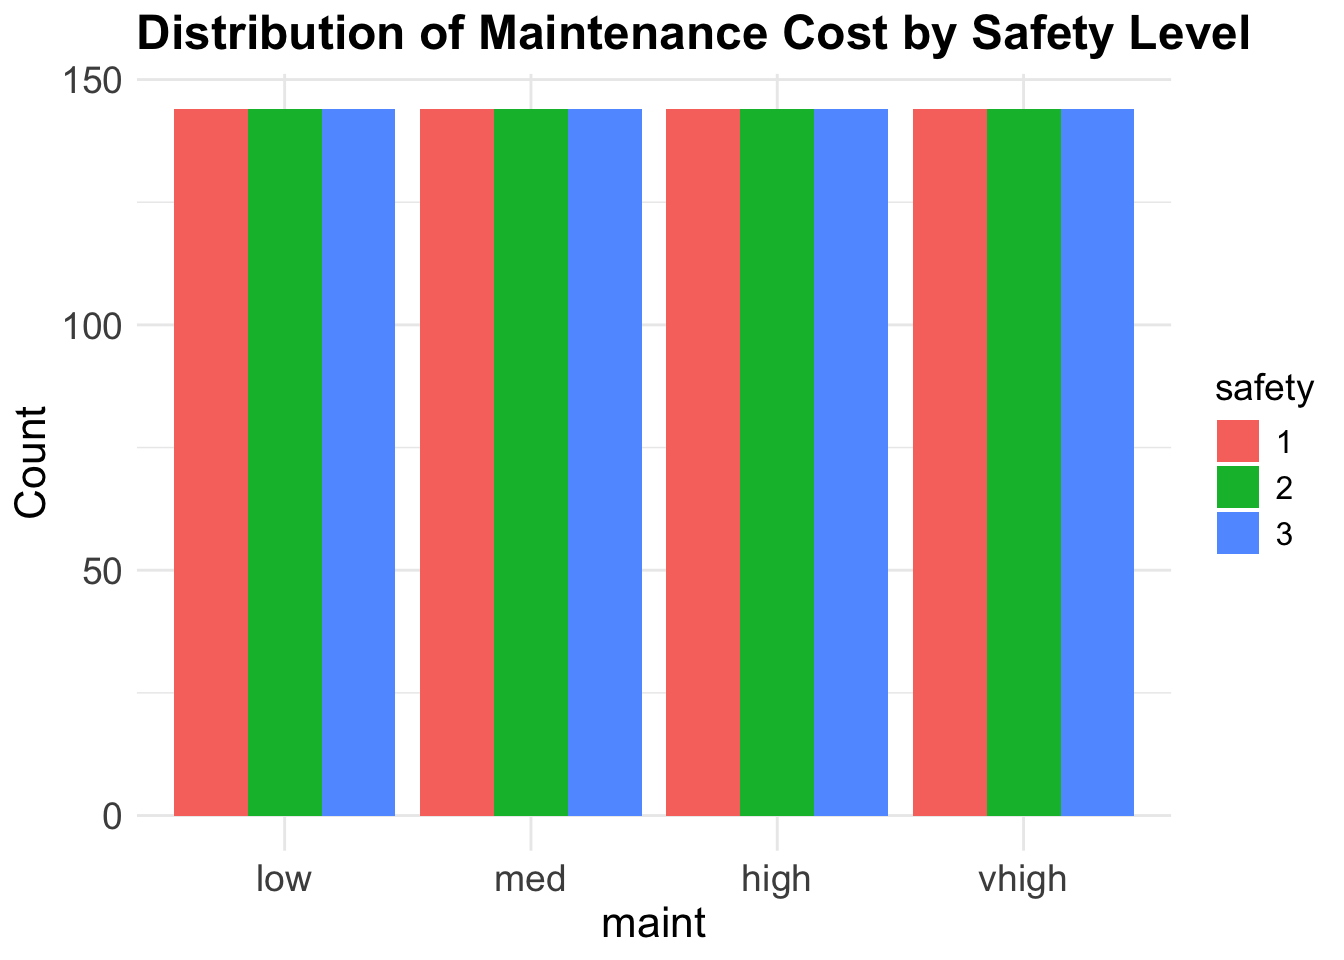 Distribution of Maintenance Cost by Safety Level
150
100
50
0
Count
low med high vhigh
maint
safety
1
2
3